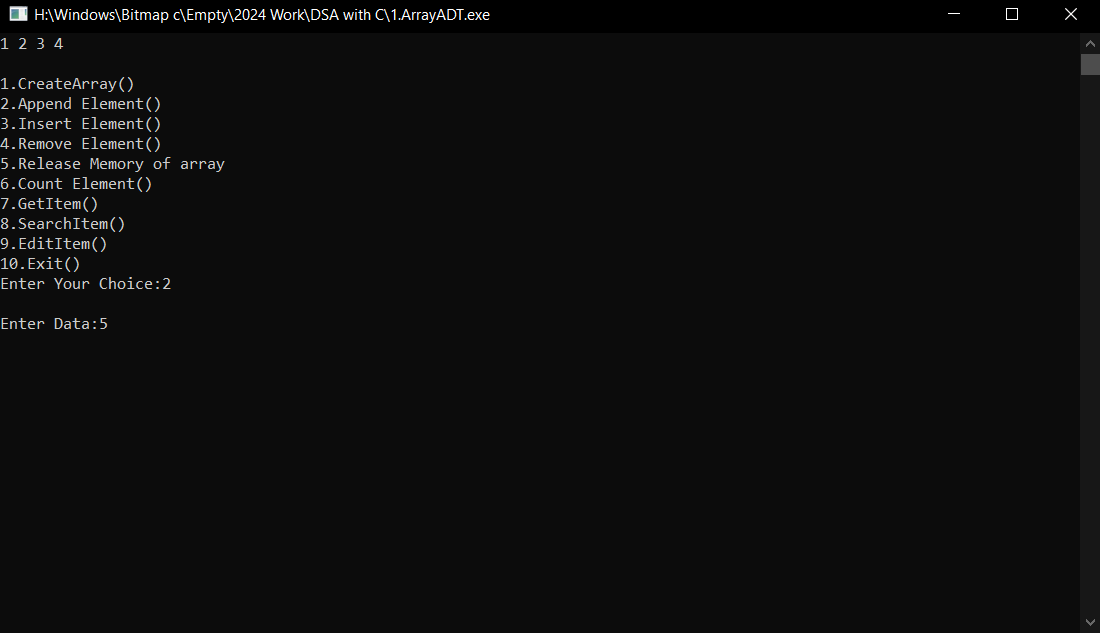 H:\Windows\Bitmap c\Empty\2024 Work\DSA with C\1.ArrayADT.exe
1 2 3 4
1.CreateArray()
2.Append Element()
3.Insert Element()
4.Remove Element()
5.Release Memory of array
6.Count Element()
7.GetItem()
8.SearchItem()
9.EditItem()
10.Exit()
Enter Your Choice:2
Enter Data:5